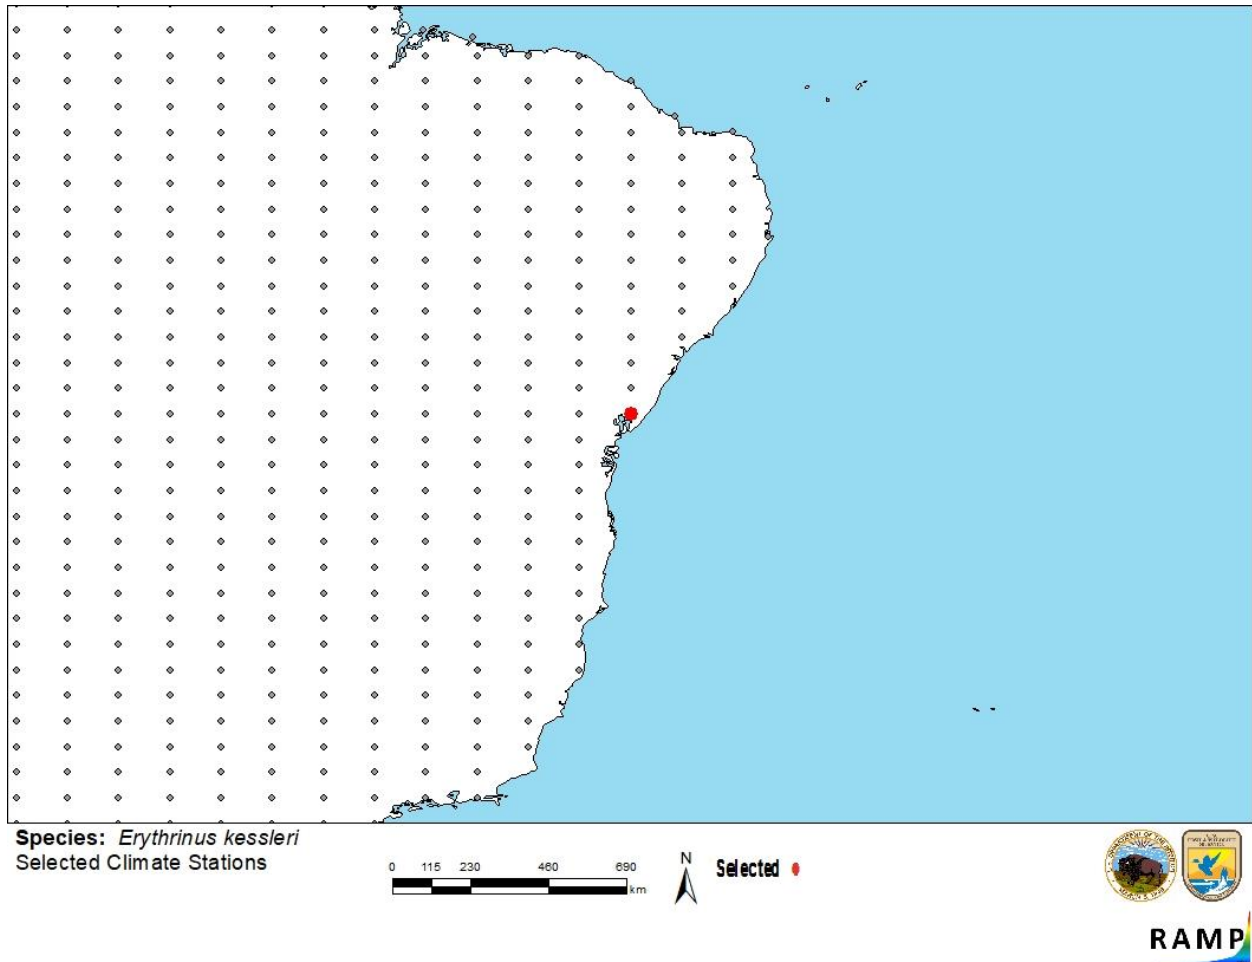 Species: Erythrinus kessleri
Selected Climate Stations
0 115 230 460 690
km
N
Selected
RAMP